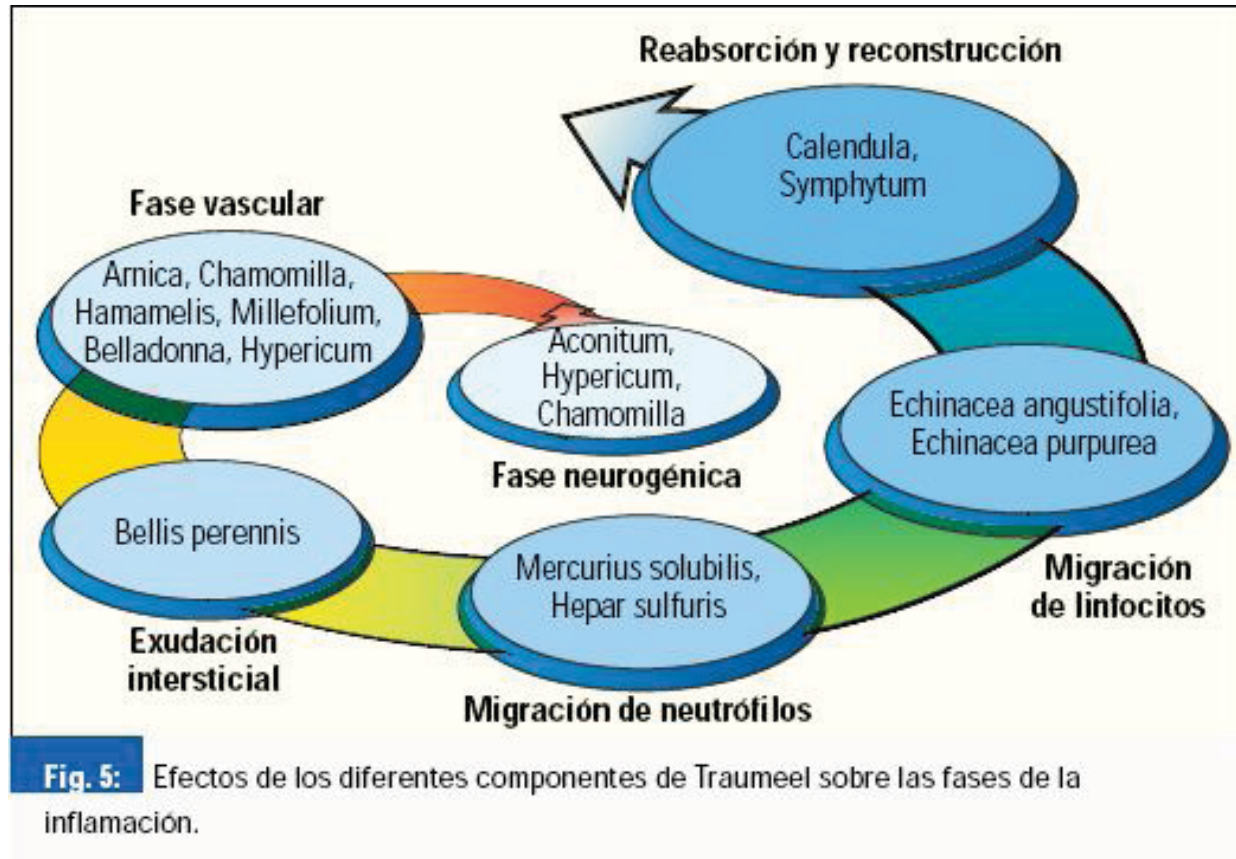 Reabsorción y reconstrucción
Calendula,
Symphytum
Fase vascular
Arnica, Chamomilla,
Hamamelis, Millefolium,
Belladonna, Hypericum
Aconitum,
Hypericum,
Chamomilla
Fase neurogénica
Echinacea angustifolia,
Echinacea purpurea
Migración
de linfocitos
Bellis perennis
Exudación
intersticial
Mercurius solubilis,
Hepar sulfuris
Migración de neutrófilos
Fig. 5: Efectos de los diferentes componentes de Traumeel sobre las fases de la
inflamación.